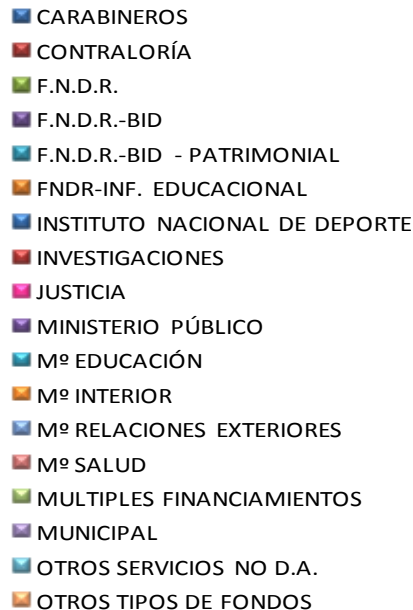 CARABINEROS
CONTRALORÍA
F.N.D.R.
F.N.D.R.-BID
F.N.D.R.-BID - PATRIMONIAL
FNDR-INF. EDUCACIONAL
INSTITUTO NACIONAL DE DEPORTE
INVESTIGACIONES
JUSTICIA
MINISTERIO PÚBLICO
Mº EDUCACIÓN
Mº INTERIOR
Mº RELACIONES EXTERIORES
Mº SALUD
MULTIPLES FINANCIAMIENTOS
MUNICIPAL
OTROS SERVICIOS NO D.A.
OTROS TIPOS DE FONDOS